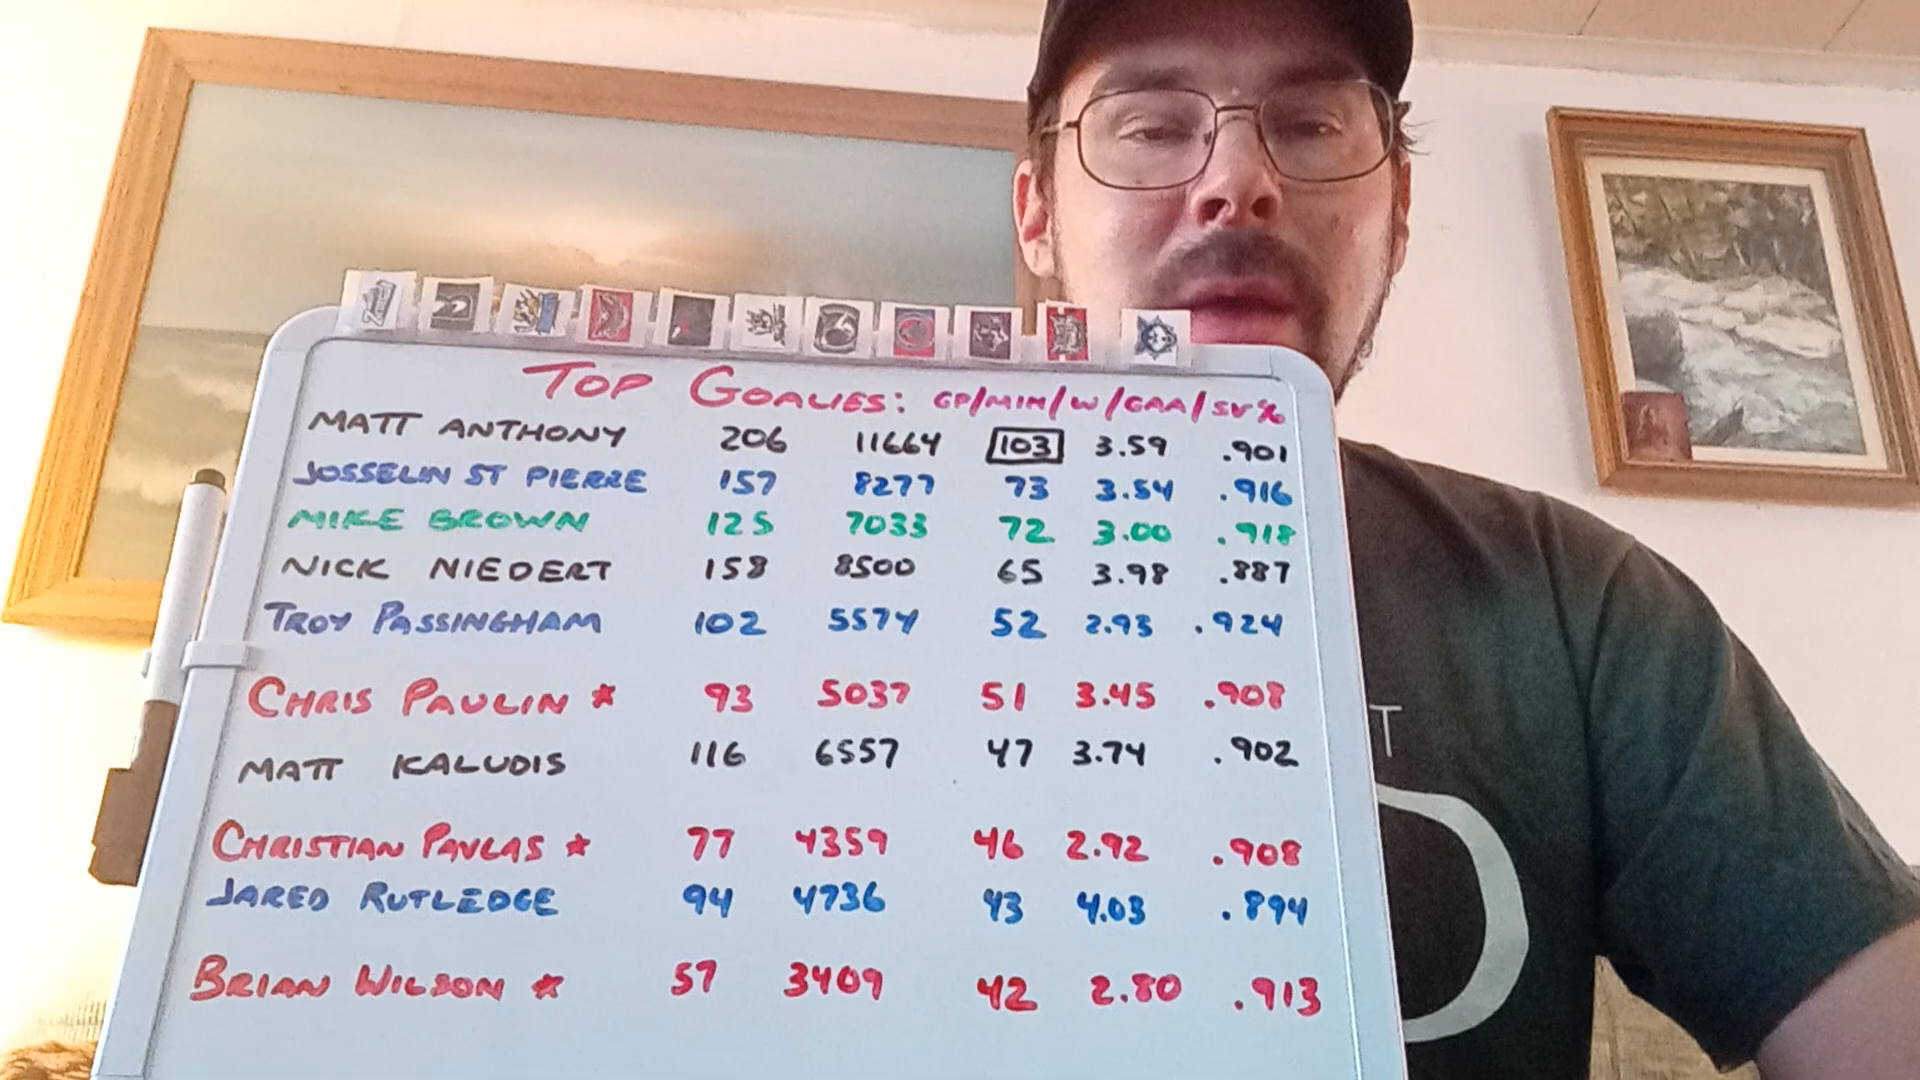 TOP GOALIES: GP/MIN/W/GAA/SV%
MATT ANTHONY 206 11664 103 3.59 .901
JOSSELIN ST PIERRE 157 8277 73 3.54 .916
MIKE BROWN 125 7033 72 3.00 .918
NICK NIEDERT 158 8500 65 3.98 .887
TROY PASSINGHAM 102 5574 52 2.93 .924
CHRIS PAULIN * 93 5037 51 3.45 .908
MATT KALUDIS 116 6557 47 3.74 .902
CHRISTIAN PAVLAS * 77 4359 46 2.92 .908
JARED RUTLEDGE 94 4736 43 4.03 .894
BRIAN WILSON * 57 3409 42 2.80 .913